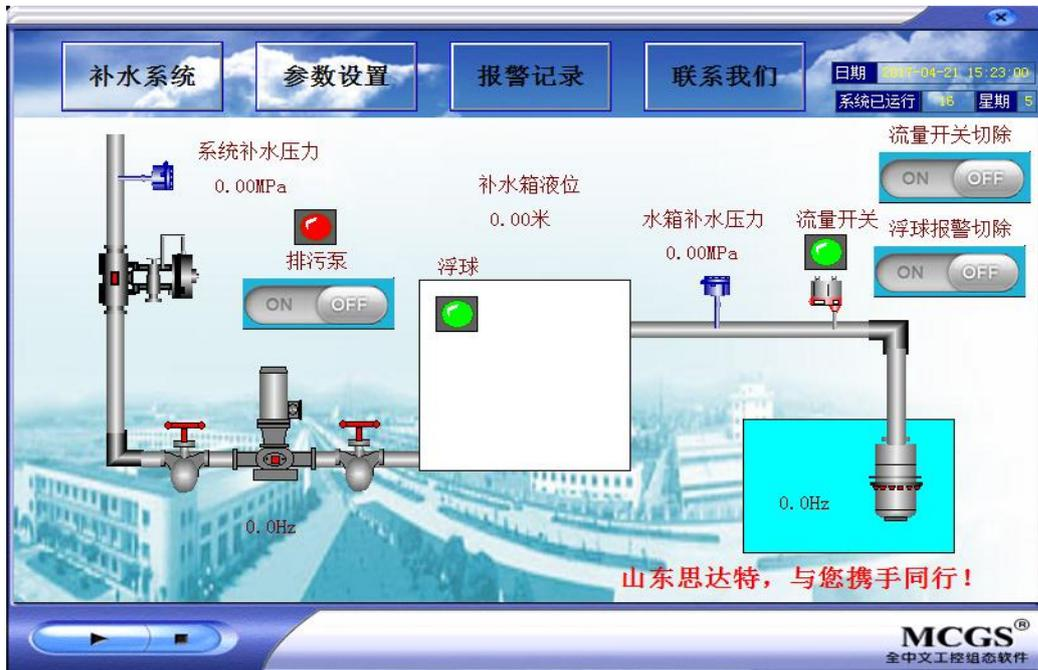 补水系统
参数设置
报警记录
联系我们
日期 2017-04-21 15:23:00
系统已运行 16 星期 5
系统补水压力
0.00MPa
流量开关切除
ON OFF
补水箱液位
0.00米
水箱补水压力
0.00MPa
流量开关
浮球报警切除
ON OFF
排污泵
ON OFF
浮球
0.0Hz
0.0Hz
山东思达特，与您携手同行！
MCGS®
全中文工控组态软件